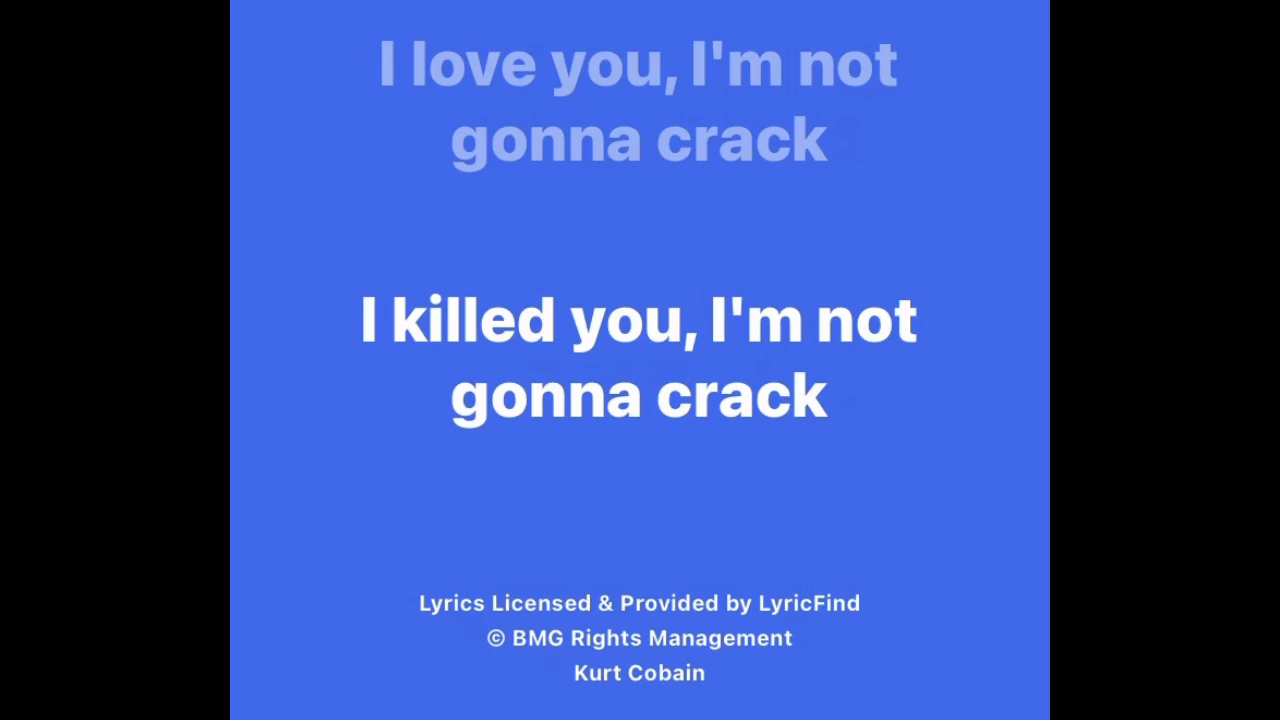 I love you, I'm not
gonna crack
I killed you, I'm not
gonna crack
Lyrics Licensed & Provided by LyricFind
© BMG Rights Management
Kurt Cobain